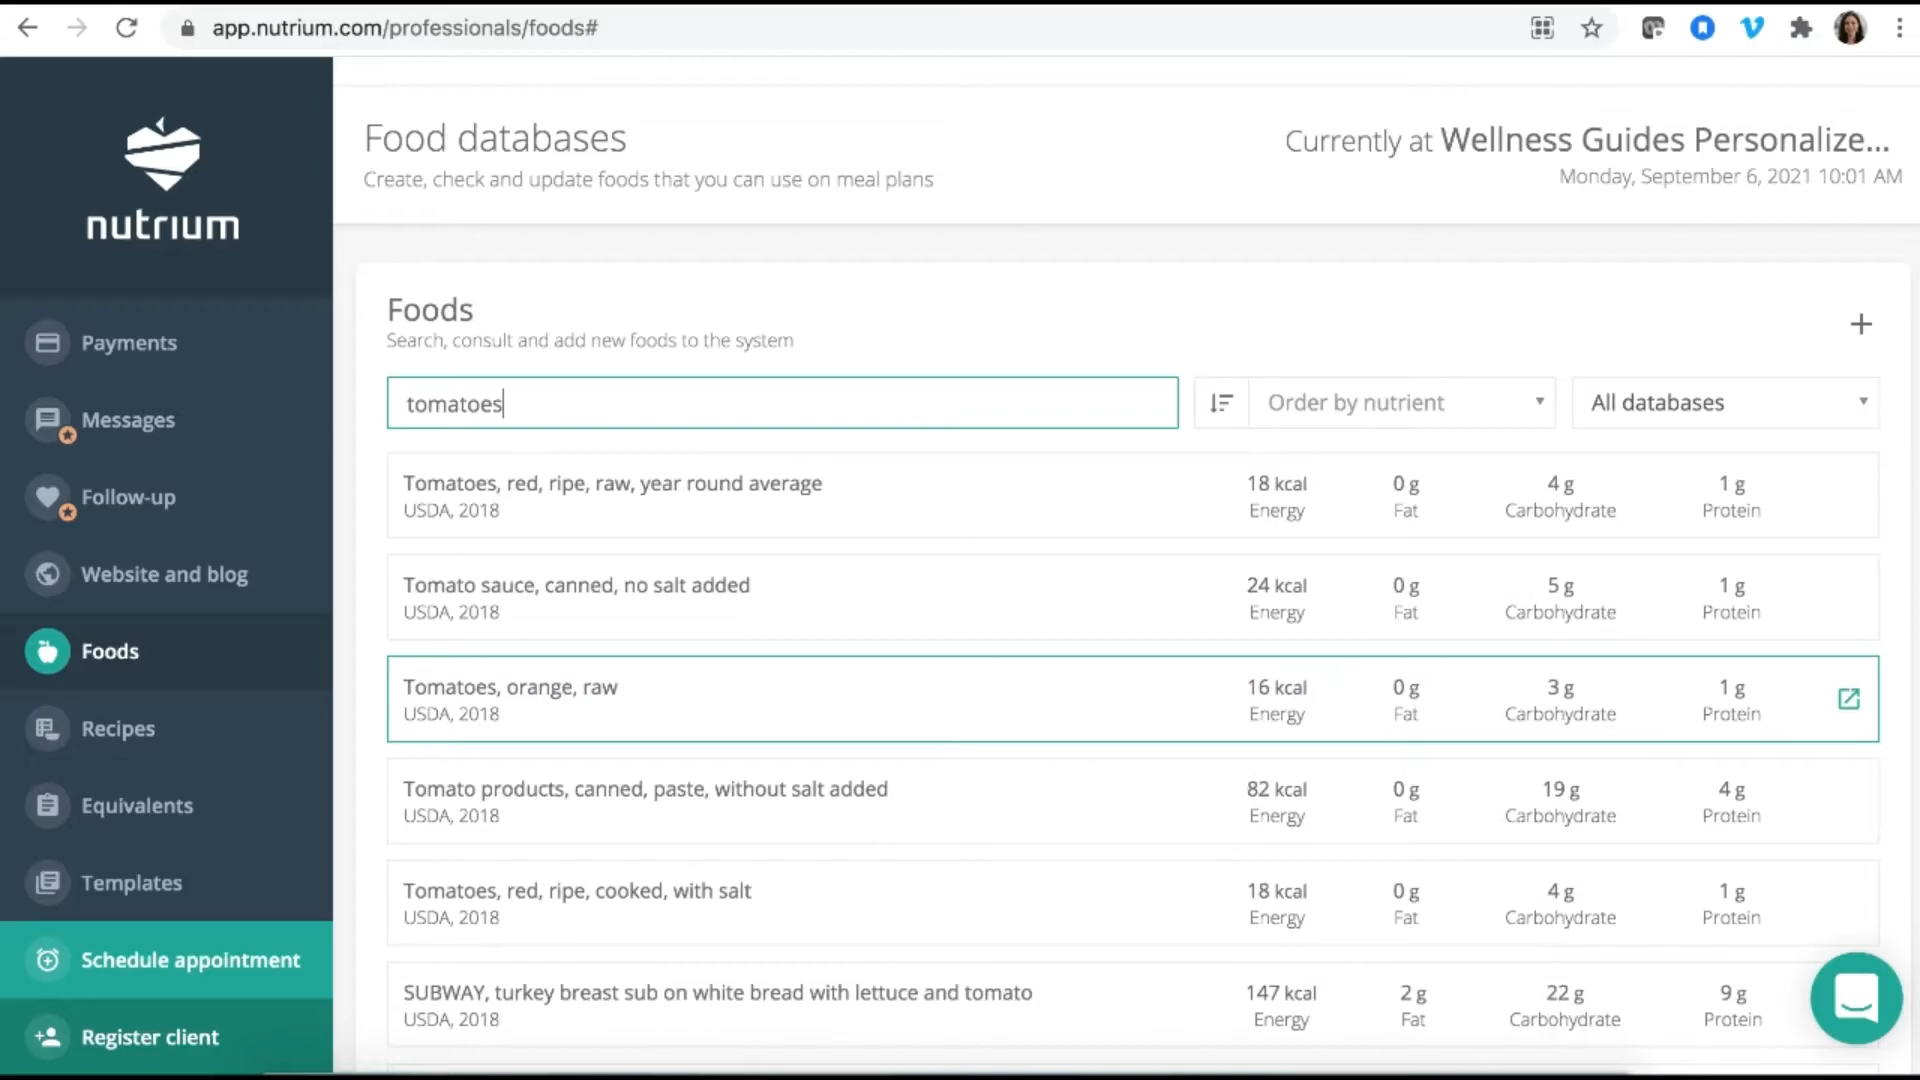 app.nutrium.com/professionals/foods#
nutrium
Payments
Messages
Follow-up
Website and blog
Foods
Recipes
Equivalents
Templates
Schedule appointment
Register client
Food databases
Create, check and update foods that you can use on meal plans
Currently at Wellness Guides Personalize...
Monday, September 6, 2021 10:01 AM
Foods
Search, consult and add new foods to the system
tomatoes
Order by nutrient
All databases
Tomatoes, red, ripe, raw, year round average 18 kcal 0 g 4 g 1 g
USDA, 2018 Energy Fat Carbohydrate Protein
Tomato sauce, canned, no salt added 24 kcal 0 g 5 g 1 g
USDA, 2018 Energy Fat Carbohydrate Protein
Tomatoes, orange, raw 16 kcal 0 g 3 g 1 g
USDA, 2018 Energy Fat Carbohydrate Protein
Tomato products, canned, paste, without salt added 82 kcal 0 g 19 g 4 g
USDA, 2018 Energy Fat Carbohydrate Protein
Tomatoes, red, ripe, cooked, with salt 18 kcal 0 g 4 g 1 g
USDA, 2018 Energy Fat Carbohydrate Protein
SUBWAY, turkey breast sub on white bread with lettuce and tomato 147 kcal 2 g 22 g 9 g
USDA, 2018 Energy Fat Carbohydrate Protein